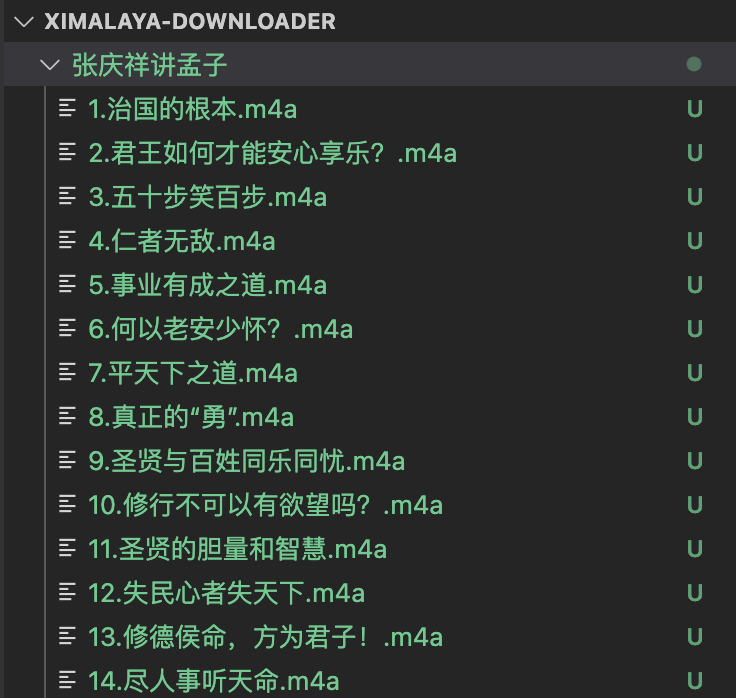 XIMALAYA-DOWNLOADER
张庆祥讲孟子
1.治国的根本.m4a U
2.君王如何才能安心享乐？.m4a U
3.五十步笑百步.m4a U
4.仁者无敌.m4a U
5.事业有成之道.m4a U
6.何以老安少怀？.m4a U
7.平天下之道.m4a U
8.真正的“勇”.m4a U
9.圣贤与百姓同乐同忧.m4a U
10.修行不可以有欲望吗？.m4a U
11.圣贤的胆量和智慧.m4a U
12.失民心者失天下.m4a U
13.修德侯命，方为君子！.m4a U
14.尽人事听天命.m4a U